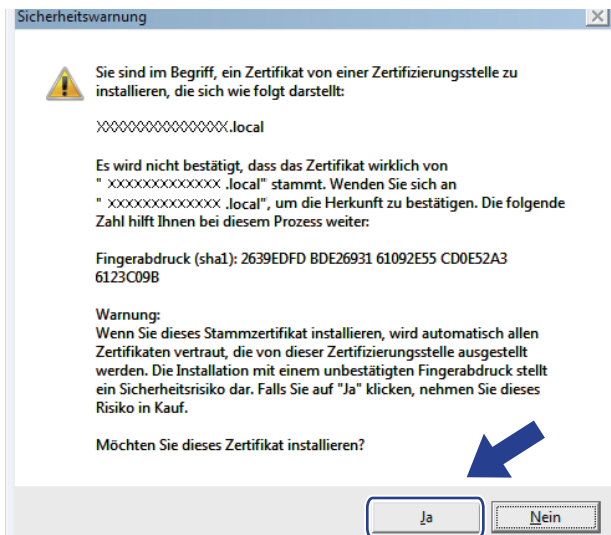 Sicherheitswarnung
Sie sind im Begriff, ein Zertifikat von einer Zertifizierungsstelle zu
installieren, die sich wie folgt darstellt:
XXXXXXXXXXXXXXX.local
Es wird nicht bestätigt, dass das Zertifikat wirklich von
" XXXXXXXXXXXXX .local" stammt. Wenden Sie sich an
" XXXXXXXXXXXXX .local", um die Herkunft zu bestätigen. Die folgende
Zahl hilft Ihnen bei diesem Prozess weiter:
Fingerabdruck (sha1): 2639EDFD BDE26931 61092E55 CD0E52A3
6123C09B
Warnung:
Wenn Sie dieses Stammzertifikat installieren, wird automatisch allen
Zertifikaten vertraut, die von dieser Zertifizierungsstelle ausgestellt
werden. Die Installation mit einem unbestätigten Fingerabdruck stellt
ein Sicherheitsrisiko dar. Falls Sie auf "Ja" klicken, nehmen Sie dieses
Risiko in Kauf.
Möchten Sie dieses Zertifikat installieren?
Ja
Nein